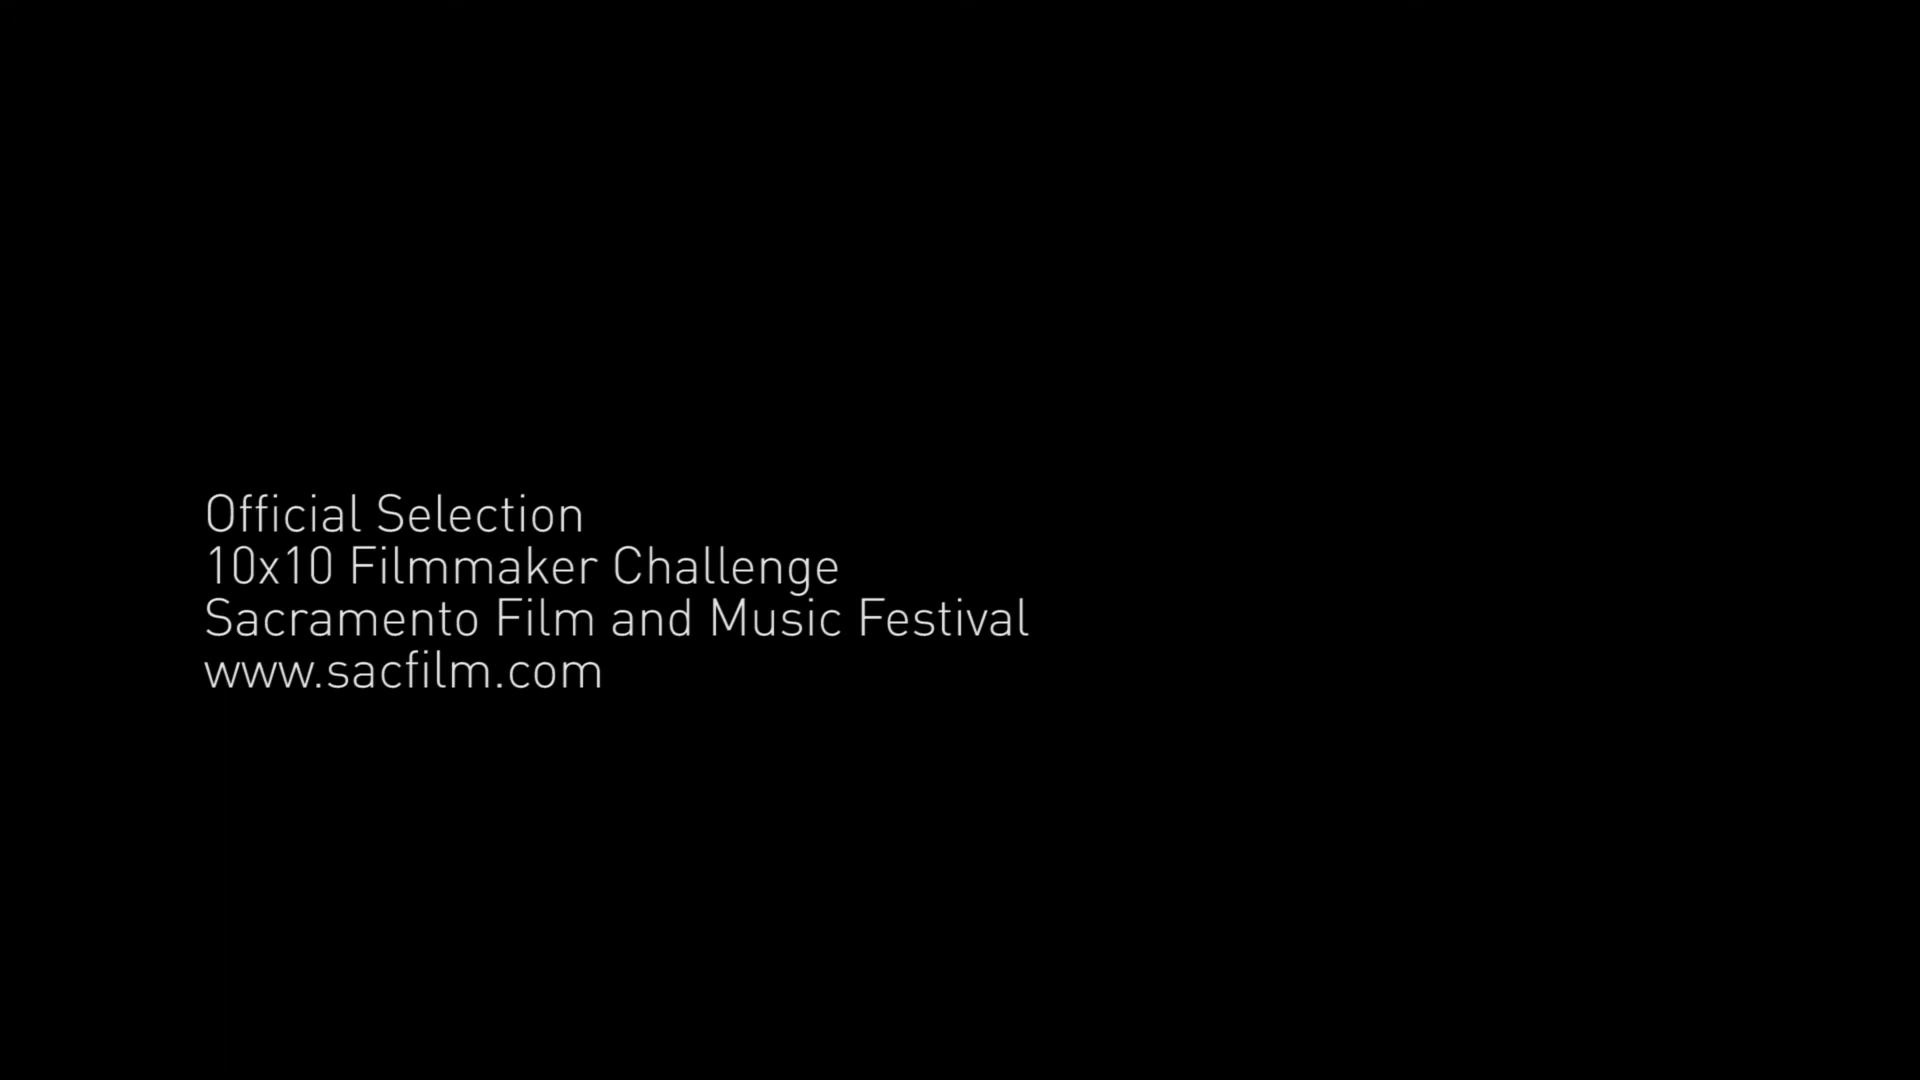 Official Selection
10x10 Filmmaker Challenge
Sacramento Film and Music Festival
www.sacfilm.com